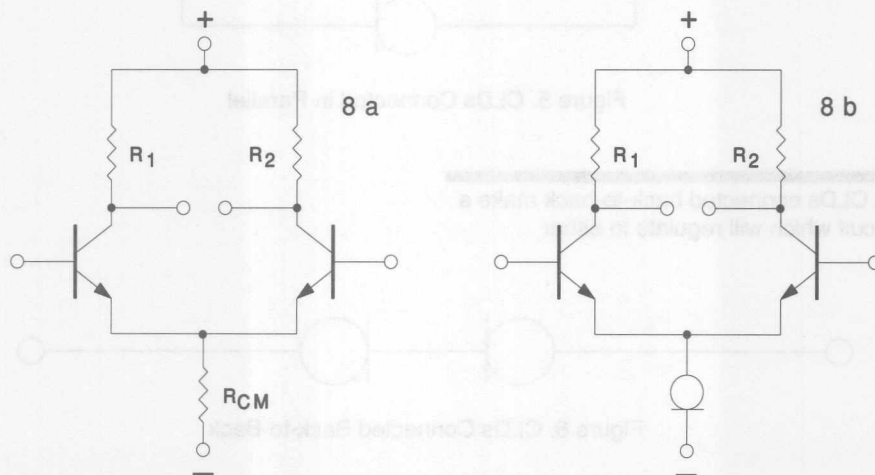 + +
8 a 8 b
R1 R2 R1 R2
RCM
− −
Figure 5. CLDs Connected in Parallel
CLDs connected back-to-back make a
which will regulate in either
Figure 6. CLDs Connected Back-to-Back